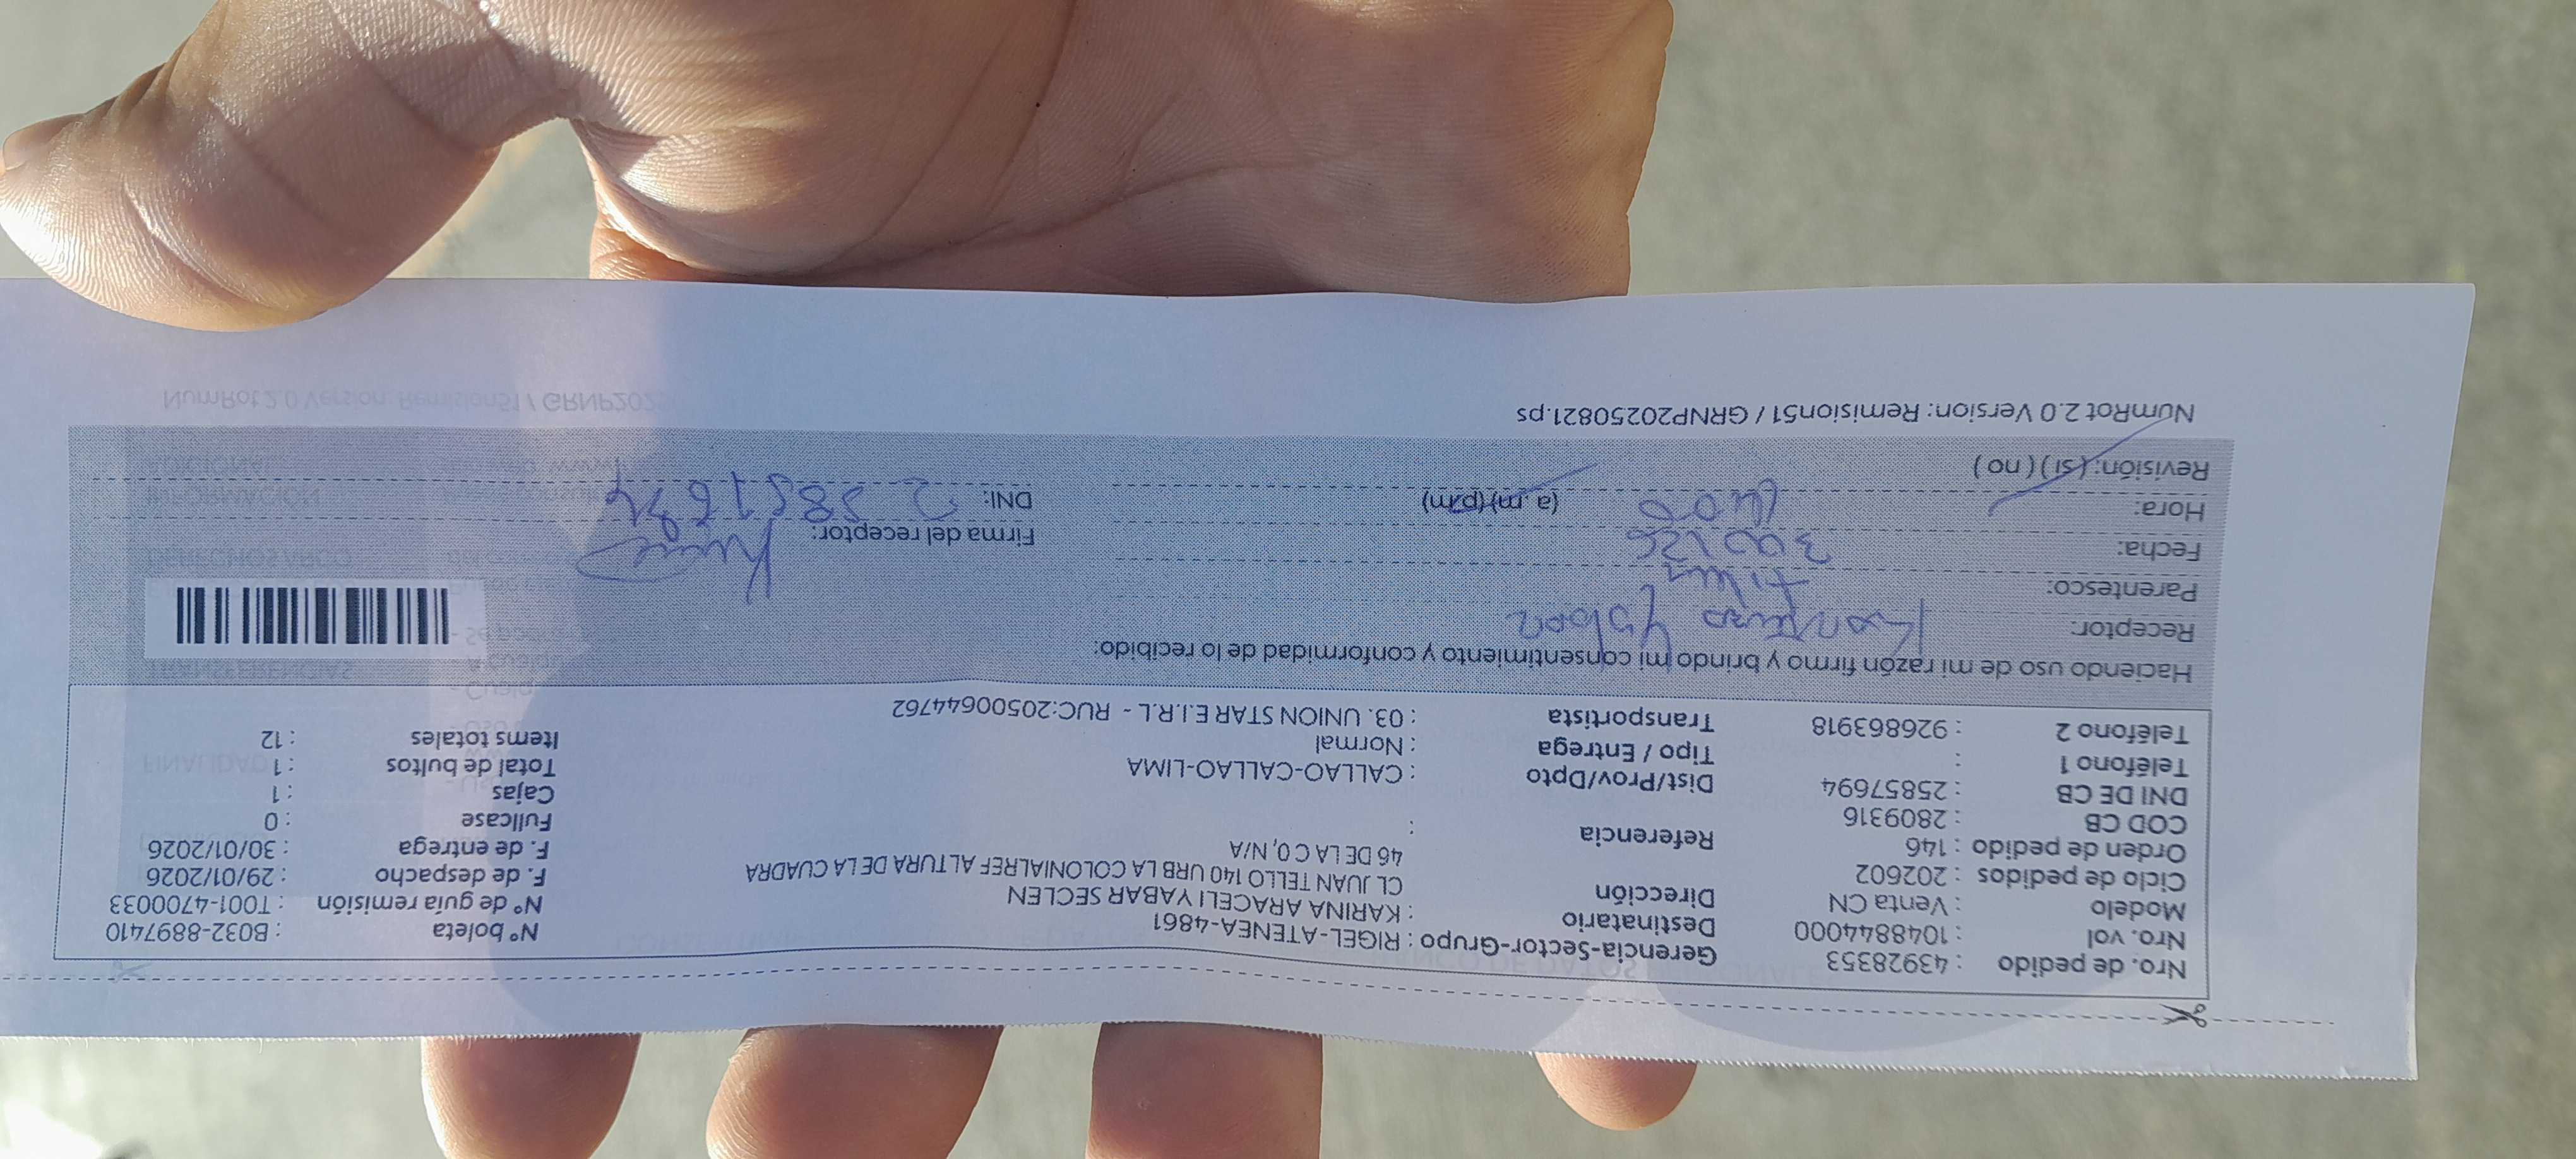 Nro. de pedido : 43928353 Gerencia-Sector-Grupo : RIGEL-ATENEA-4861 N° boleta : B032-8897410
Nro. vol : 1048844000 Destinatario : KARINA ARACELI YABAR SECLEN N° de guía remisión : T001-4700033
Modelo : Venta CN Dirección CL JUAN TELLO 140 URB LA COLONIALREF ALTURA DE LA CUADRA F. de despacho : 29/01/2026
Ciclo de pedidos : 202602 46 DE LA C 0, N/A F. de entrega : 30/01/2026
Orden de pedido : 146 Referencia : Fullcase : 0
COD CB : 2809316 Dist/Prov/Dpto : CALLAO-CALLAO-LIMA Cajas : 1
DNI DE CB : 25857694 Tipo / Entrega : Normal Total de bultos : 1
Teléfono 1 : Transportista : 03. UNION STAR E.I.R.L - RUC:20500644762 Items totales : 12
Teléfono 2 : 926863918
Haciendo uso de mi razón firmo y brindo mi consentimiento y conformidad de lo recibido:
Receptor: Yabar
Parentesco:
Fecha: Firma del receptor:
Hora: (a. m) (p/m) DNI:
Revisión: (si) (no)
NumRot 2.0 Version: Remision51 / GRNP20250821.ps